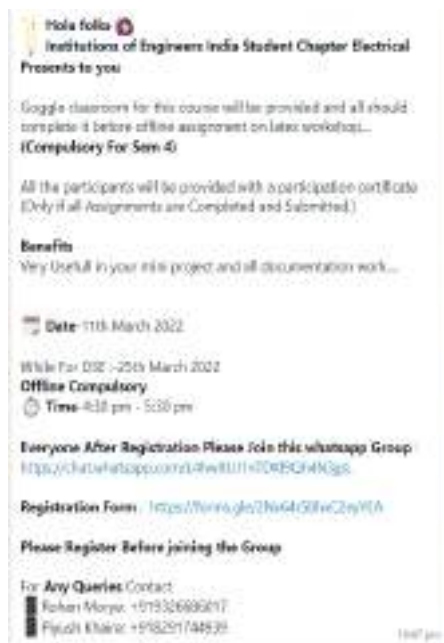 Hola folks
Institutions of Engineers India Student Chapter Electrical
Presents to you
Goggle classroom for this course will be provided and all should
complete it before offline assignment on latex workshop...
(Compulsory For Sem 4)
All the participants will be provided with a participation certificate
(Only if all Assignments are Completed and Submitted.)
Benefits
Very Usefull in your mini project and all documentation work...
Date-11th March 2022
While For DSE :-25th March 2022
Offline Compulsory
Time-4:30 pm - 5:30 pm
Everyone After Registration Please Join this whatsapp Group
Registration Form
Please Register Before joining the Group
For Any Queries Contact
Rohan Morye:
Piyush Khaire: